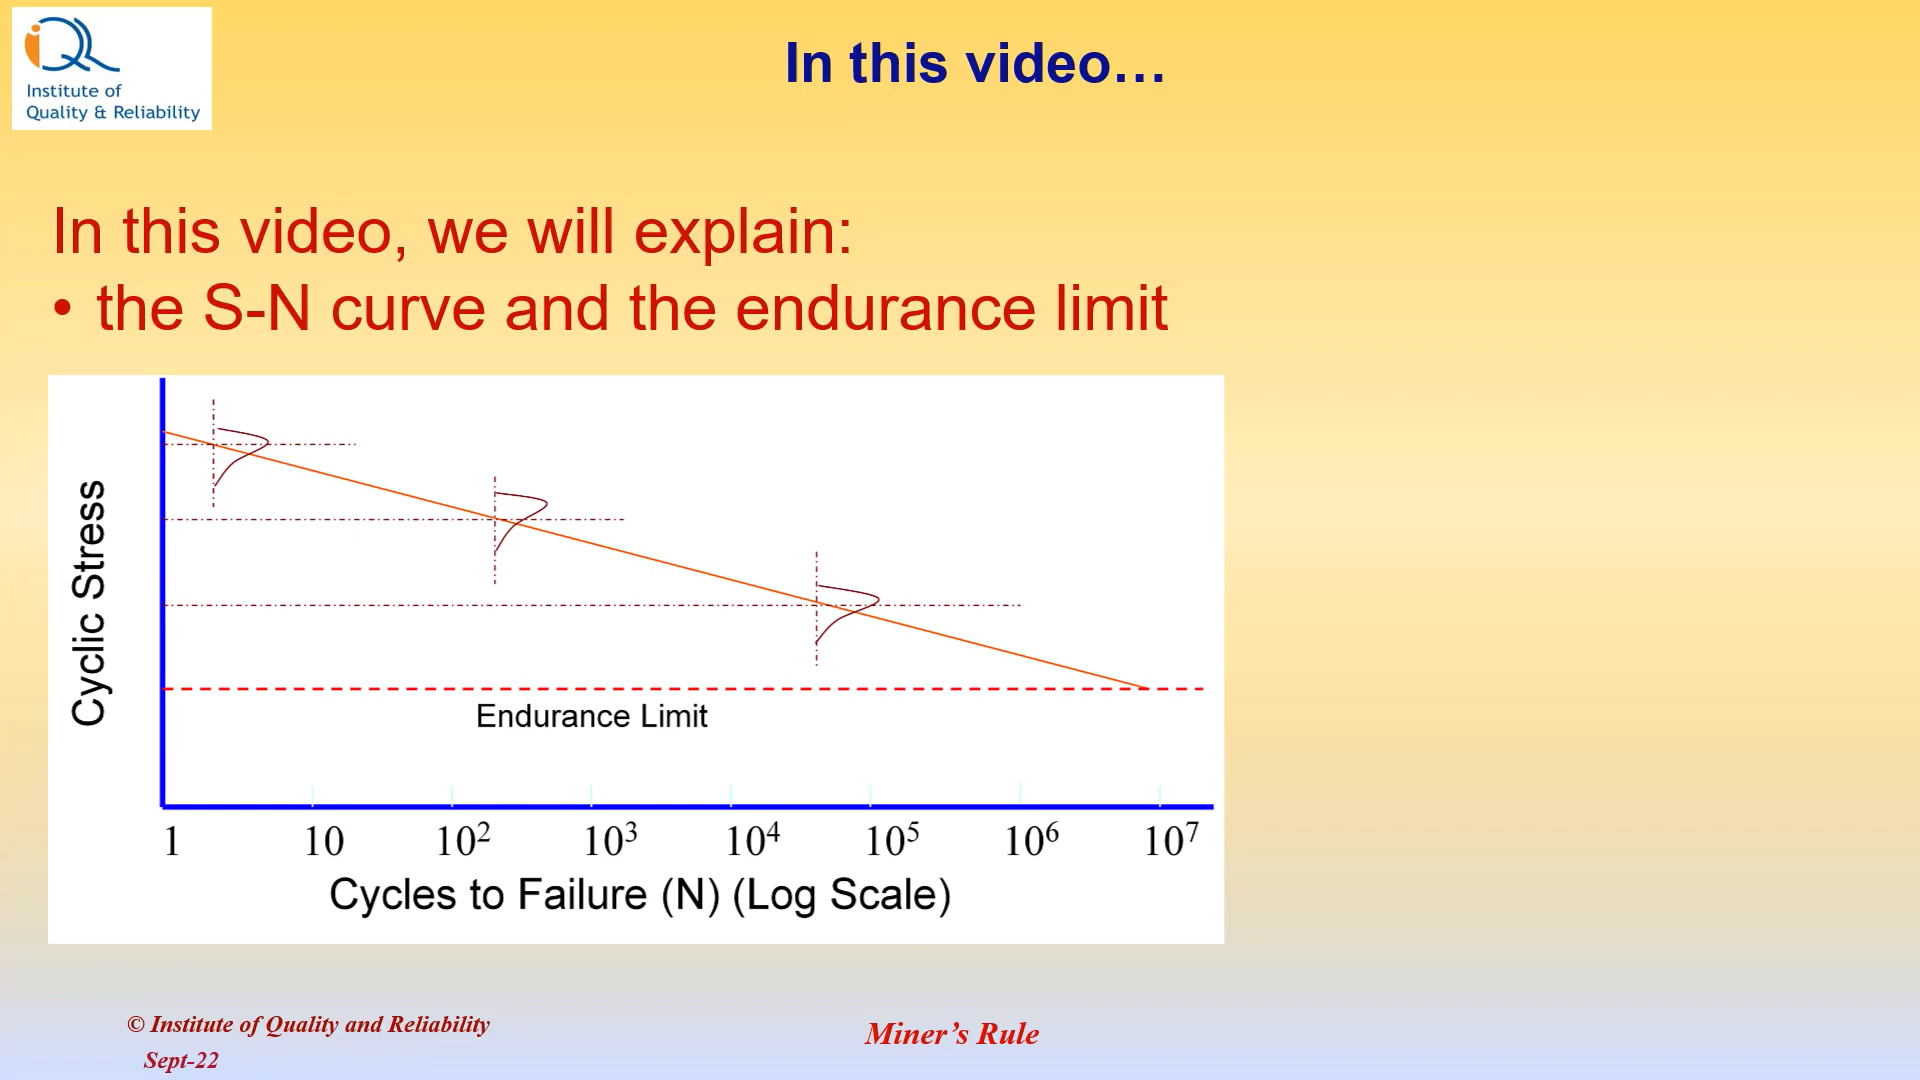 Institute of
Quality & Reliability
In this video…
In this video, we will explain:
• the S-N curve and the endurance limit
Cyclic Stress
Endurance Limit
1 10 10² 10³ 10⁴ 10⁵ 10⁶ 10⁷
Cycles to Failure (N) (Log Scale)
© Institute of Quality and Reliability
Sept-22
Miner’s Rule